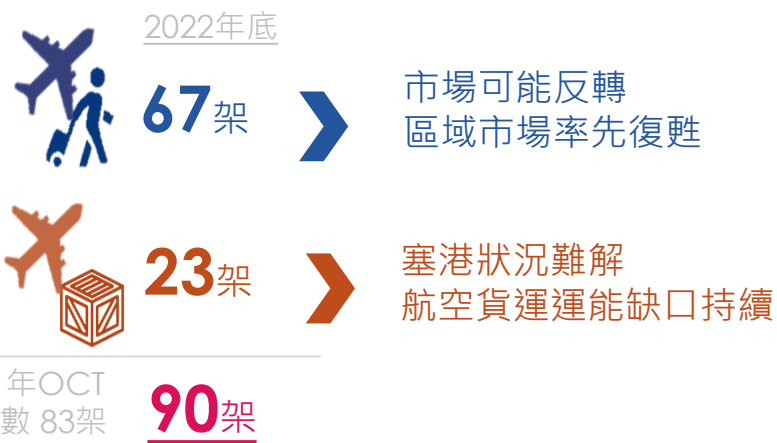 2022年底
67架
市場可能反轉
區域市場率先復甦
23架
塞港狀況難解
航空貨運運能缺口持續
年OCT
數 83架
90架